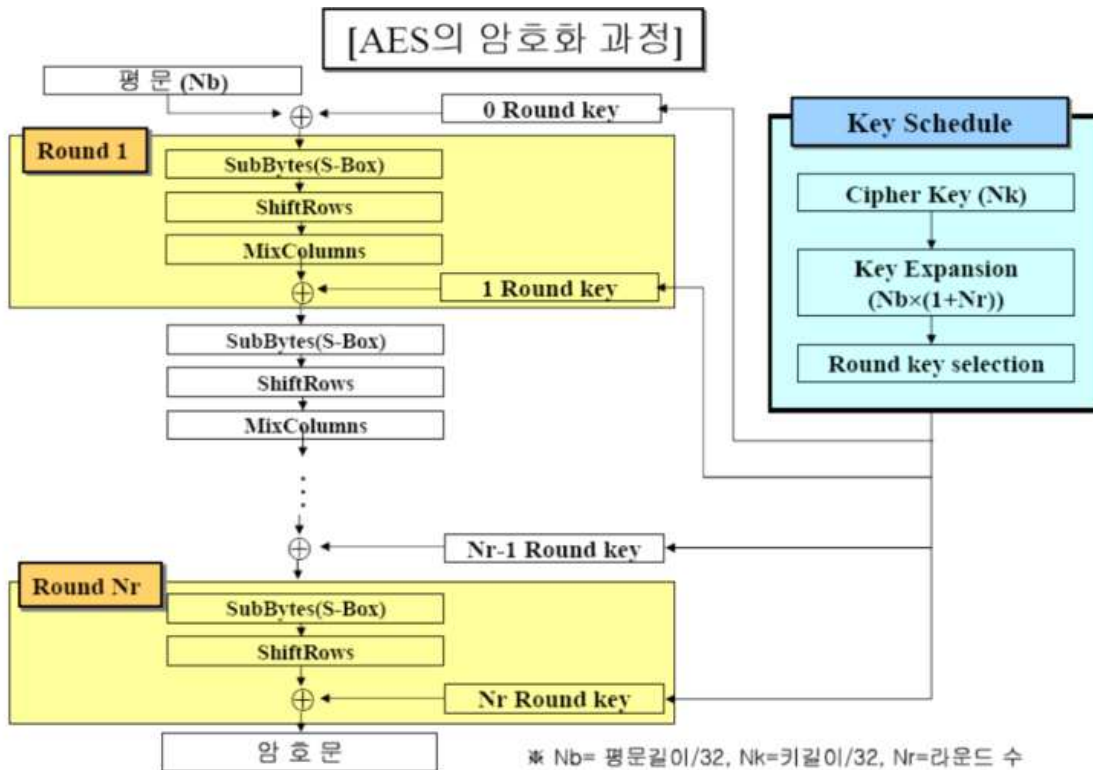 [AES의 암호화 과정]
평 문 (Nb)
0 Round key
Round 1
SubBytes(S-Box)
ShiftRows
MixColumns
1 Round key
SubBytes(S-Box)
ShiftRows
MixColumns
Nr-1 Round key
Round Nr
SubBytes(S-Box)
ShiftRows
Nr Round key
암 호 문
Key Schedule
Cipher Key (Nk)
Key Expansion
(Nb×(1+Nr))
Round key selection
※ Nb= 평문길이/32, Nk=키길이/32, Nr=라운드 수